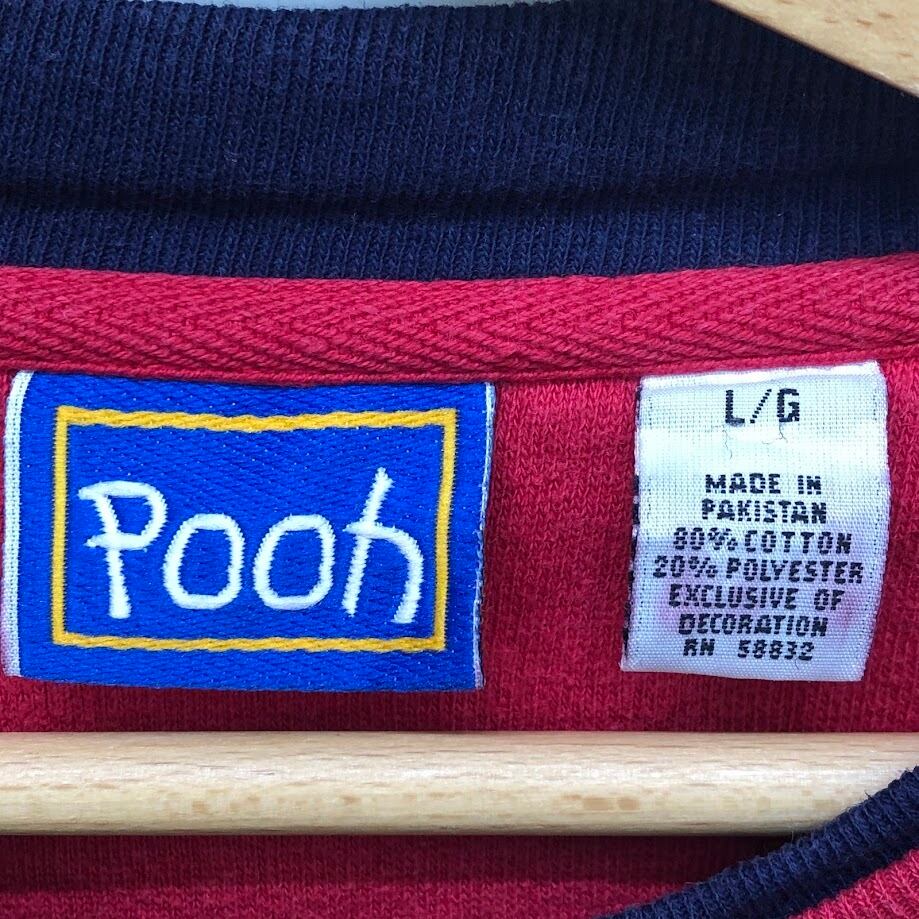 Pooh
L/G
MADE IN
PAKISTAN
80% COTTON
20% POLYESTER
EXCLUSIVE OF
DECORATION
RN 58832